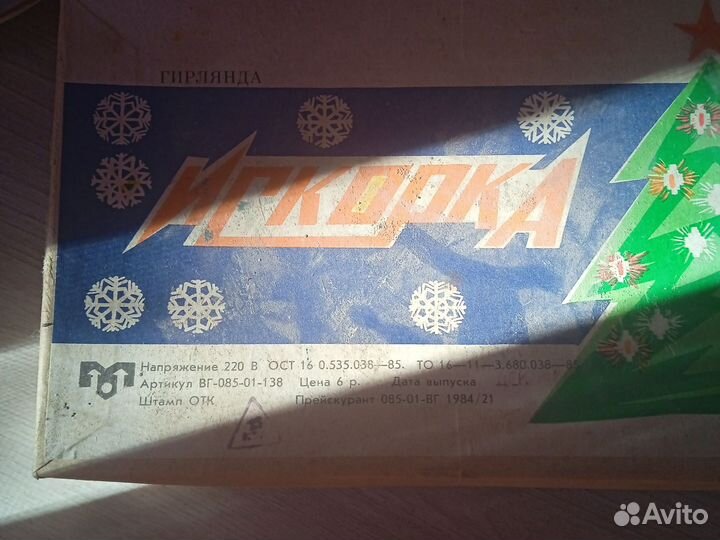 ГИРЛЯНДА
ИСКОРКА
Напряжение 220 В ОСТ 16 0.535.038—85. ТО 16—11—3.680.038—85
Артикул ВГ-085-01-138 Цена 6 р. Дата выпуска
Штамп ОТК Прейскурант 085-01-ВГ 1984/21
Avito